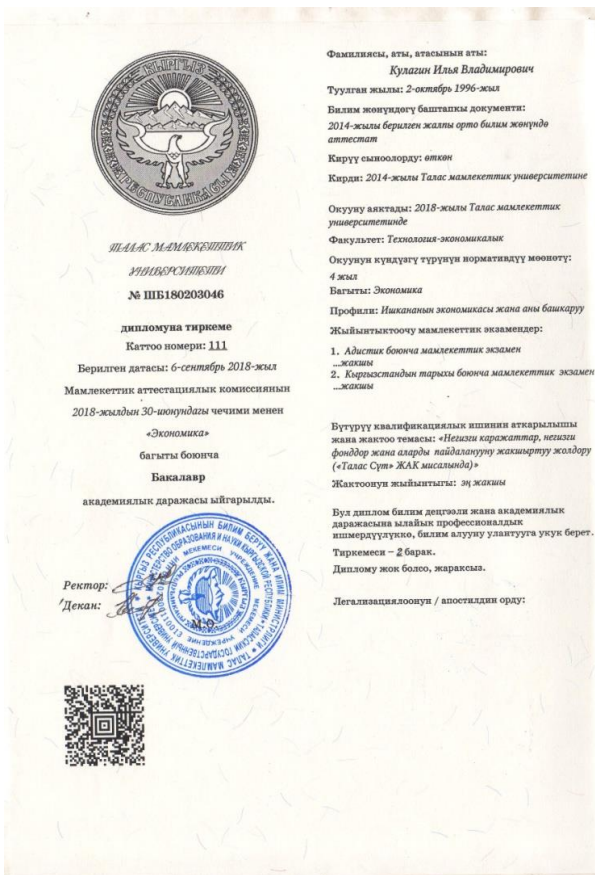 КЫРГЫЗ РЕСПУБЛИКАСЫ
ТАЛАС МАМЛЕКЕТТИК
УНИВЕРСИТЕТИ
№ ШБ180203046
дипломуна тиркеме
Каттоо номери: 111
Берилген датасы: 6-сентябрь 2018-жыл
Мамлекеттик аттестациялык комиссиянын
2018-жылдын 30-июнундагы чечими менен
«Экономика»
багыты боюнча
Бакалавр
академиялык даражасы ыйгарылды.
Ректор:
Декан:
М.О.
Фамилиясы, аты, атасынын аты:
Кулагин Илья Владимирович
Туулган жылы: 2-октябрь 1996-жыл
Билим жөнүндөгү баштапкы документи:
2014-жылы берилген жалпы орто билим жөнүндө
аттестат
Кирүү сыноолорду: өткөн
Кирди: 2014-жылы Талас мамлекеттик университетине
Окууну аяктады: 2018-жылы Талас мамлекеттик
университетинде
Факультет: Технология-экономикалык
Окуунун күндүзгү түрүнүн нормативдүү мөөнөтү:
4 жыл
Багыты: Экономика
Профили: Ишкананын экономикасы жана аны башкаруу
Жыйынтыктоочу мамлекеттик экзамендер:
1. Адистик боюнча мамлекеттик экзамен
...жакшы
2. Кыргызстандын тарыхы боюнча мамлекеттик экзамен
...жакшы
Бүтүрүү квалификациялык ишинин аткарылышы
жана жактоо темасы: «Негизги каражаттар, негизги
фонддор жана аларды пайдаланууну жакшыртуу жолдору
(«Талас Сүт» ЖАК мисалында)»
Жактоонун жыйынтыгы: эң жакшы
Бул диплом билим деңгээли жана академиялык
даражасына ылайык профессионалдык
ишмердүүлүккө, билим алууну улантууга укук берет.
Тиркемеси – 2 барак.
Диплому жок болсо, жараксыз.
Легализациялоонун / апостилдин орду: